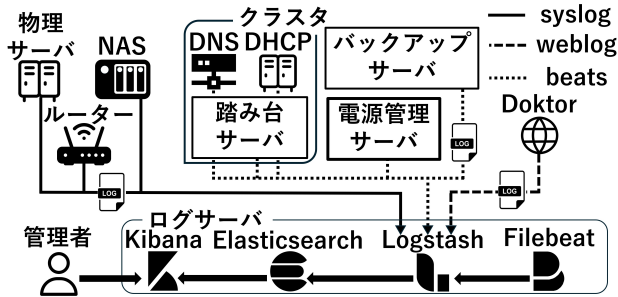 物理
サーバ
NAS
ルーター
LOG
クラスタ
DNS DHCP
踏み台
サーバ
バックアップ
サーバ
電源管理
サーバ
LOG
syslog
weblog
beats
Doktor
LOG
管理者
ログサーバ
Kibana Elasticsearch Logstash Filebeat